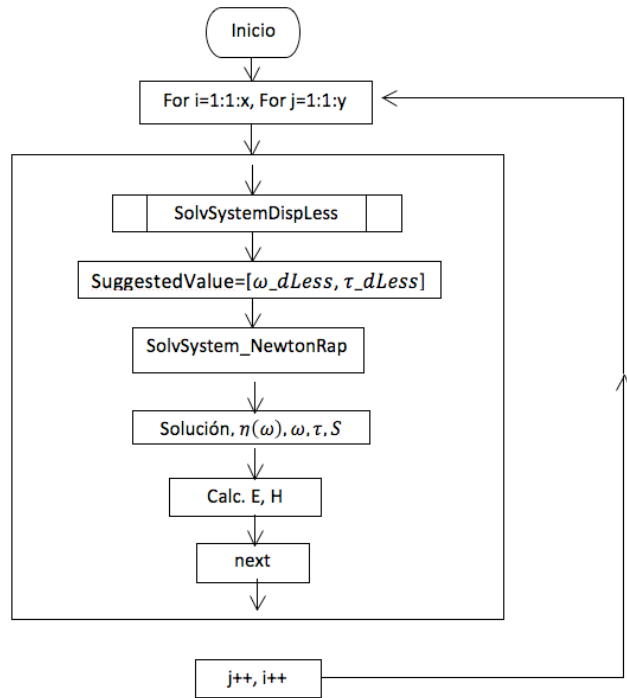 Inicio
For i=1:1:x, For j=1:1:y
SolvSystemDispLess
SuggestedValue=[ω_dLess, τ_dLess]
SolvSystem_NewtonRap
Solución, η(ω), ω, τ, S
Calc. E, H
next
j++, i++